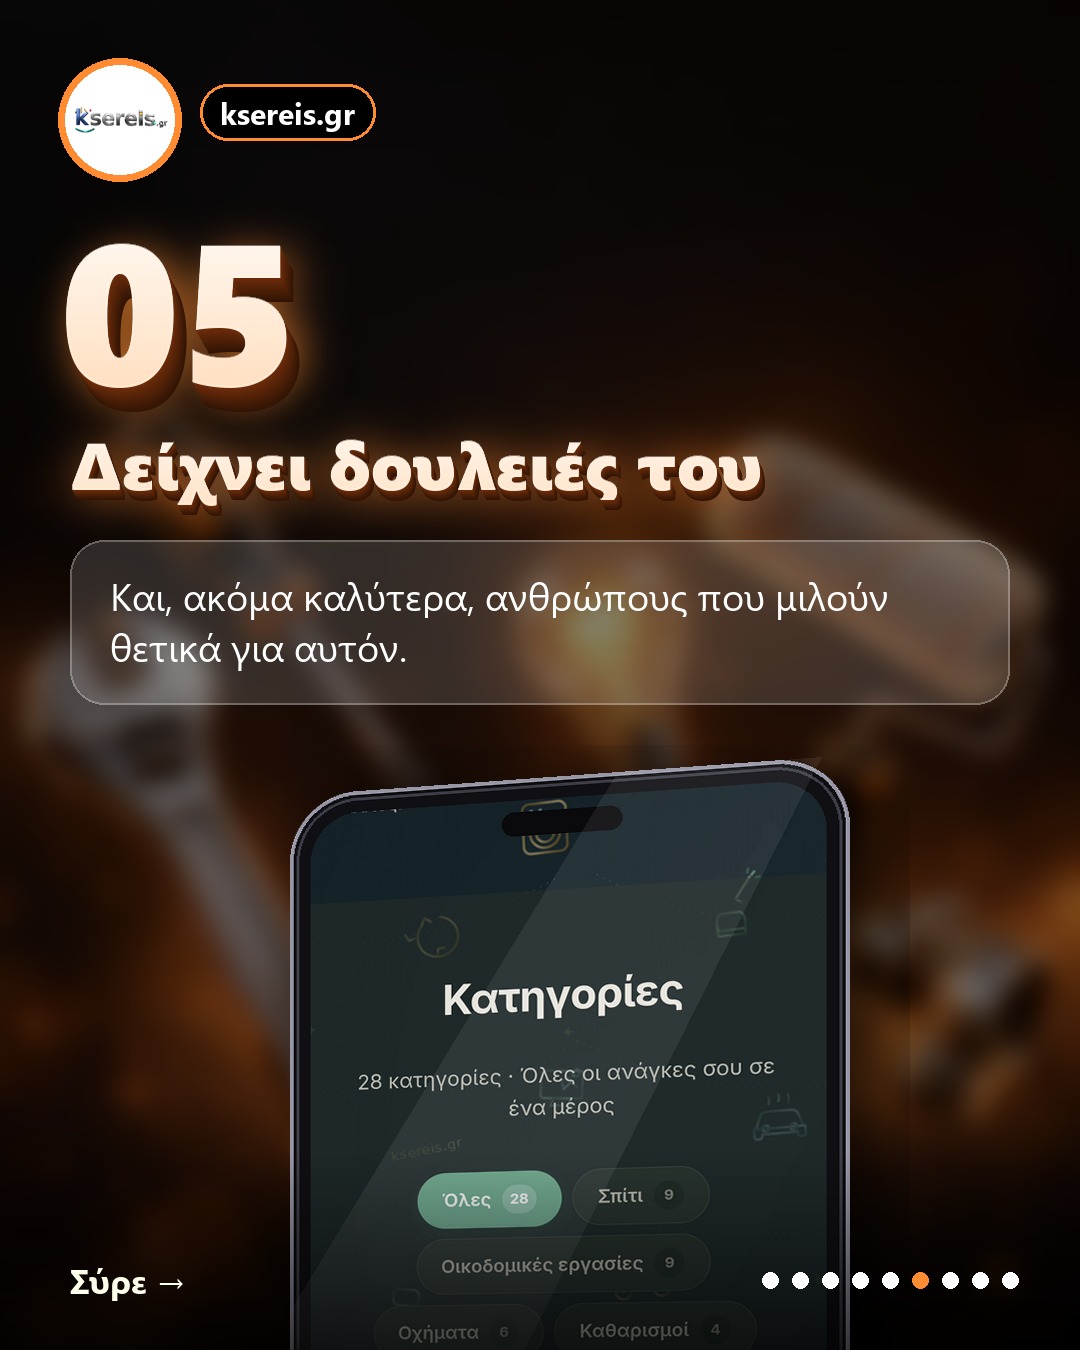 ksereis.gr
ksereis.gr
05
Δείχνει δουλειές του
Και, ακόμα καλύτερα, ανθρώπους που μιλούν
θετικά για αυτόν.
Κατηγορίες
28 κατηγορίες · Όλες οι ανάγκες σου σε
ένα μέρος
ksereis.gr
Όλες 28
Σπίτι 9
Οικοδομικές εργασίες 9
Οχήματα 6
Καθαρισμοί 4
Σύρε →